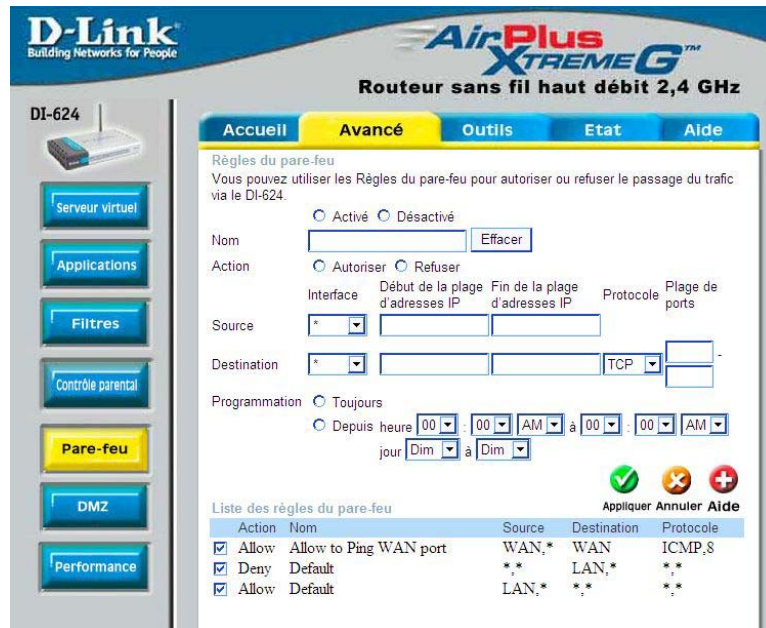 D-Link
Building Networks for People
AirPlus
XTREME G™
Routeur sans fil haut débit 2,4 GHz
DI-624
Accueil Avancé Outils Etat Aide
Serveur virtuel
Applications
Filtres
Contrôle parental
Pare-feu
DMZ
Performance
Règles du pare-feu
Vous pouvez utiliser les Règles du pare-feu pour autoriser ou refuser le passage du trafic
via le DI-624.
Activé Désactivé
Nom Effacer
Action Autoriser Refuser
Interface Début de la plage d'adresses IP Fin de la plage d'adresses IP Protocole Plage de ports
Source *
Destination * TCP -
Programmation Toujours
Depuis heure 00 : 00 AM à 00 : 00 AM
jour Dim à Dim
Appliquer Annuler Aide
Liste des règles du pare-feu
Action Nom Source Destination Protocole
Allow Allow to Ping WAN port WAN,* WAN ICMP,8
Deny Default *,* LAN,* *,*
Allow Default LAN,* *,* *,*